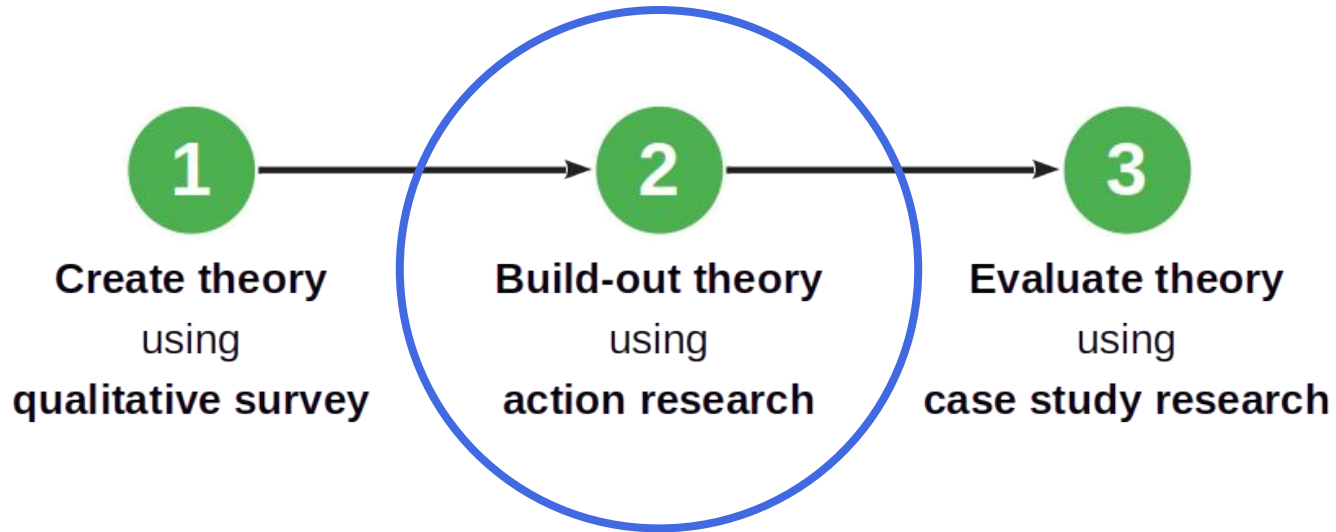 1
Create theory
using
qualitative survey
2
Build-out theory
using
action research
3
Evaluate theory
using
case study research